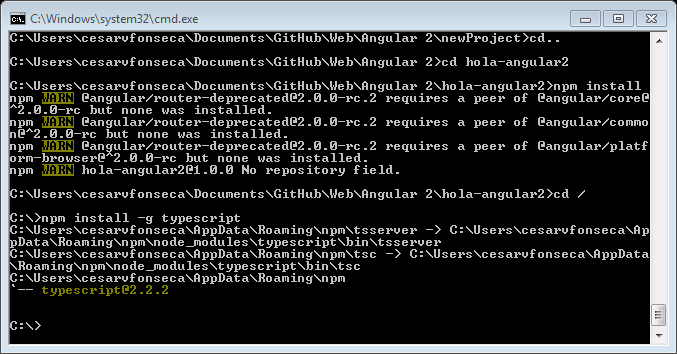 C:\Windows\system32\cmd.exe
C:\Users\cesarvfonseca\Documents\GitHub\Web\Angular 2\newProject>cd..
C:\Users\cesarvfonseca\Documents\GitHub\Web\Angular 2>cd hola-angular2
C:\Users\cesarvfonseca\Documents\GitHub\Web\Angular 2\hola-angular2>npm install
npm WARN @angular/router-deprecated@2.0.0-rc.2 requires a peer of @angular/core@
^2.0.0-rc but none was installed.
npm WARN @angular/router-deprecated@2.0.0-rc.2 requires a peer of @angular/commo
n@^2.0.0-rc but none was installed.
npm WARN @angular/router-deprecated@2.0.0-rc.2 requires a peer of @angular/platf
orm-browser@^2.0.0-rc but none was installed.
npm WARN hola-angular2@1.0.0 No repository field.
C:\Users\cesarvfonseca\Documents\GitHub\Web\Angular 2\hola-angular2>cd /
C:\>npm install -g typescript
C:\Users\cesarvfonseca\AppData\Roaming\npm\tsserver -> C:\Users\cesarvfonseca\Ap
pData\Roaming\npm\node_modules\typescript\bin\tsserver
C:\Users\cesarvfonseca\AppData\Roaming\npm\tsc -> C:\Users\cesarvfonseca\AppData
\Roaming\npm\node_modules\typescript\bin\tsc
C:\Users\cesarvfonseca\AppData\Roaming\npm
`-- typescript@2.2.2
C:\>